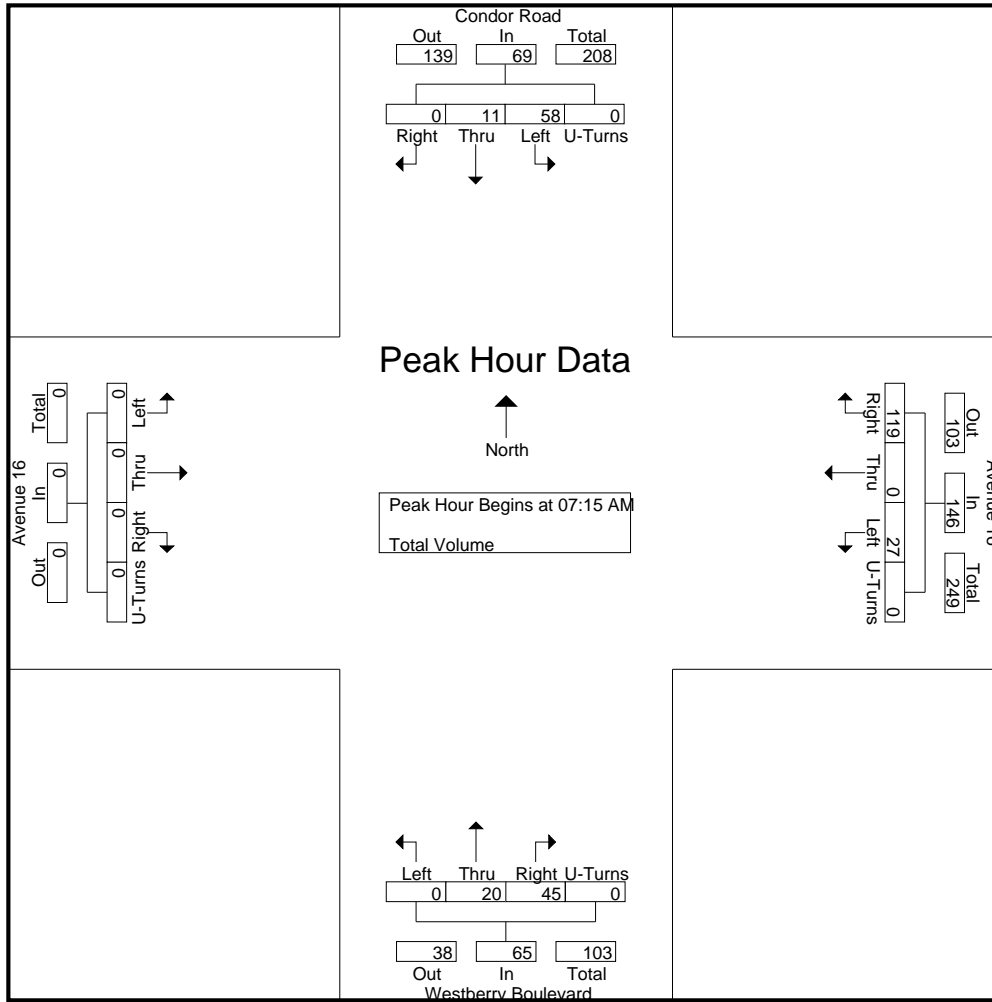 Condor Road
Out In Total
139 69 208
0 11 58 0
Right Thru Left U-Turns
Peak Hour Data
North
Peak Hour Begins at 07:15 AM
Total Volume
Avenue 16
Out In Total
0 0 0
0 0 0 0
U-Turns Right Thru Left
Out In Total
103 146 249
119 0 27 0
Right Thru Left U-Turns
Left Thru Right U-Turns
0 20 45 0
38 65 103
Out In Total
Westberry Boulevard